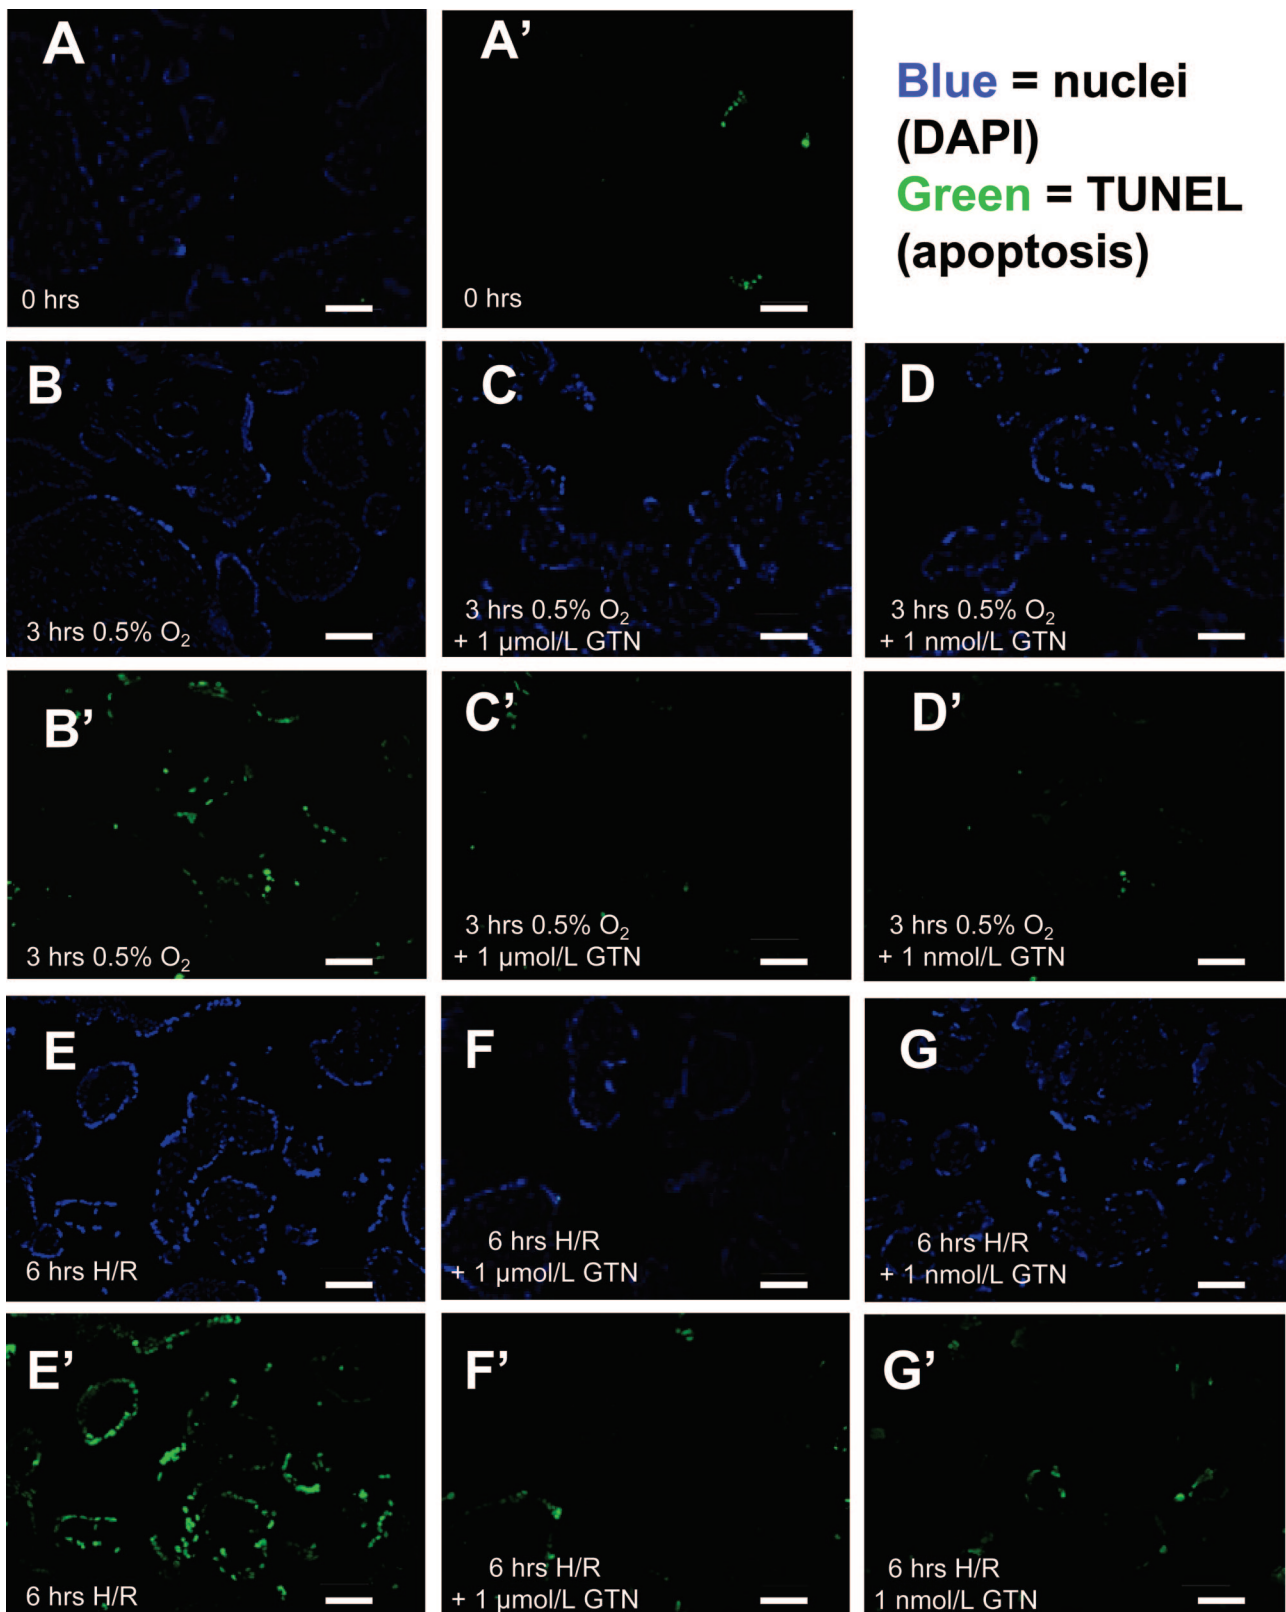 A
0 hrs
A’
0 hrs
Blue = nuclei
(DAPI)
Green = TUNEL
(apoptosis)
B
3 hrs 0.5% O₂
C
3 hrs 0.5% O₂
+ 1 µmol/L GTN
D
3 hrs 0.5% O₂
+ 1 nmol/L GTN
B’
3 hrs 0.5% O₂
C’
3 hrs 0.5% O₂
+ 1 µmol/L GTN
D’
3 hrs 0.5% O₂
+ 1 nmol/L GTN
E
6 hrs H/R
F
6 hrs H/R
+ 1 µmol/L GTN
G
6 hrs H/R
+ 1 nmol/L GTN
E’
6 hrs H/R
F’
6 hrs H/R
+ 1 µmol/L GTN
G’
6 hrs H/R
1 nmol/L GTN